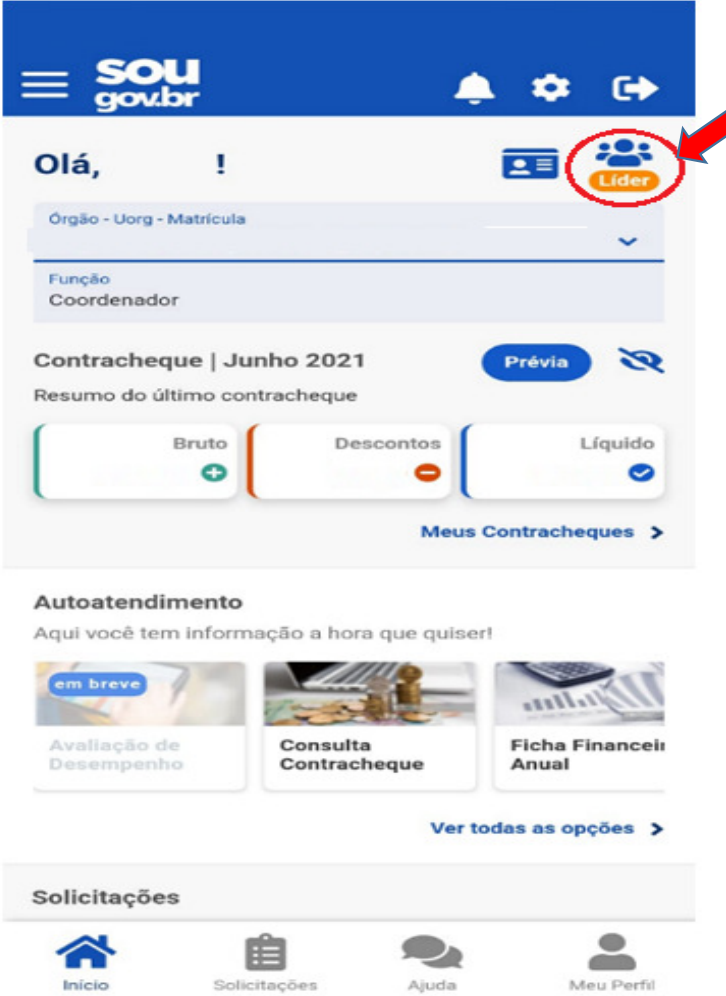 sou
gov.br
Olá, !
Líder
Órgão - Uorg - Matrícula
Função
Coordenador
Contracheque | Junho 2021
Prévia
Resumo do último contracheque
Bruto
Descontos
Líquido
Meus Contracheques >
Autoatendimento
Aqui você tem informação a hora que quiser!
em breve
Avaliação de
Desempenho
Consulta
Contracheque
Ficha Financeir
Anual
Ver todas as opções >
Solicitações
Início
Solicitações
Ajuda
Meu Perfil